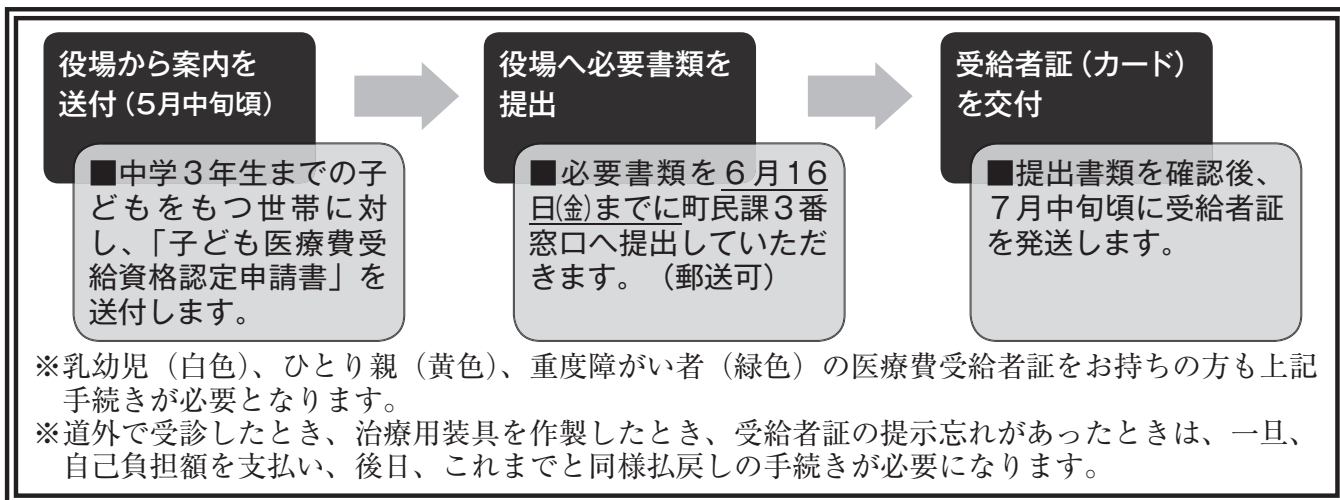 役場から案内を
送付（5月中旬頃）
■中学３年生までの子
どもをもつ世帯に対
し、「子ども医療費受
給資格認定申請書」を
送付します。
役場へ必要書類を
提出
■必要書類を６月16
日㈮までに町民課３番
窓口へ提出していただ
きます。（郵送可）
受給者証（カード）
を交付
■提出書類を確認後、
７月中旬頃に受給者証
を発送します。
※乳幼児（白色）、ひとり親（黄色）、重度障がい者（緑色）の医療費受給者証をお持ちの方も上記
手続きが必要となります。
※道外で受診したとき、治療用装具を作製したとき、受給者証の提示忘れがあったときは、一旦、
自己負担額を支払い、後日、これまでと同様払戻しの手続きが必要になります。